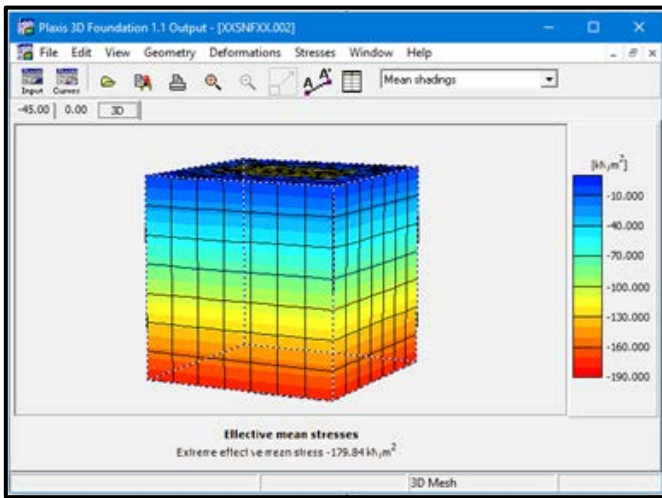 Plaxis 3D Foundation 1.1 Output - [XXSNFXX.002]
File Edit View Geometry Deformations Stresses Window Help
Input Curves Mean shadings
-45.00 0.00 3D
[kN/m²]
-10.000
-40.000
-70.000
-100.000
-130.000
-160.000
-190.000
Effective mean stresses
Extreme effective mean stress -179.84 kN/m²
3D Mesh